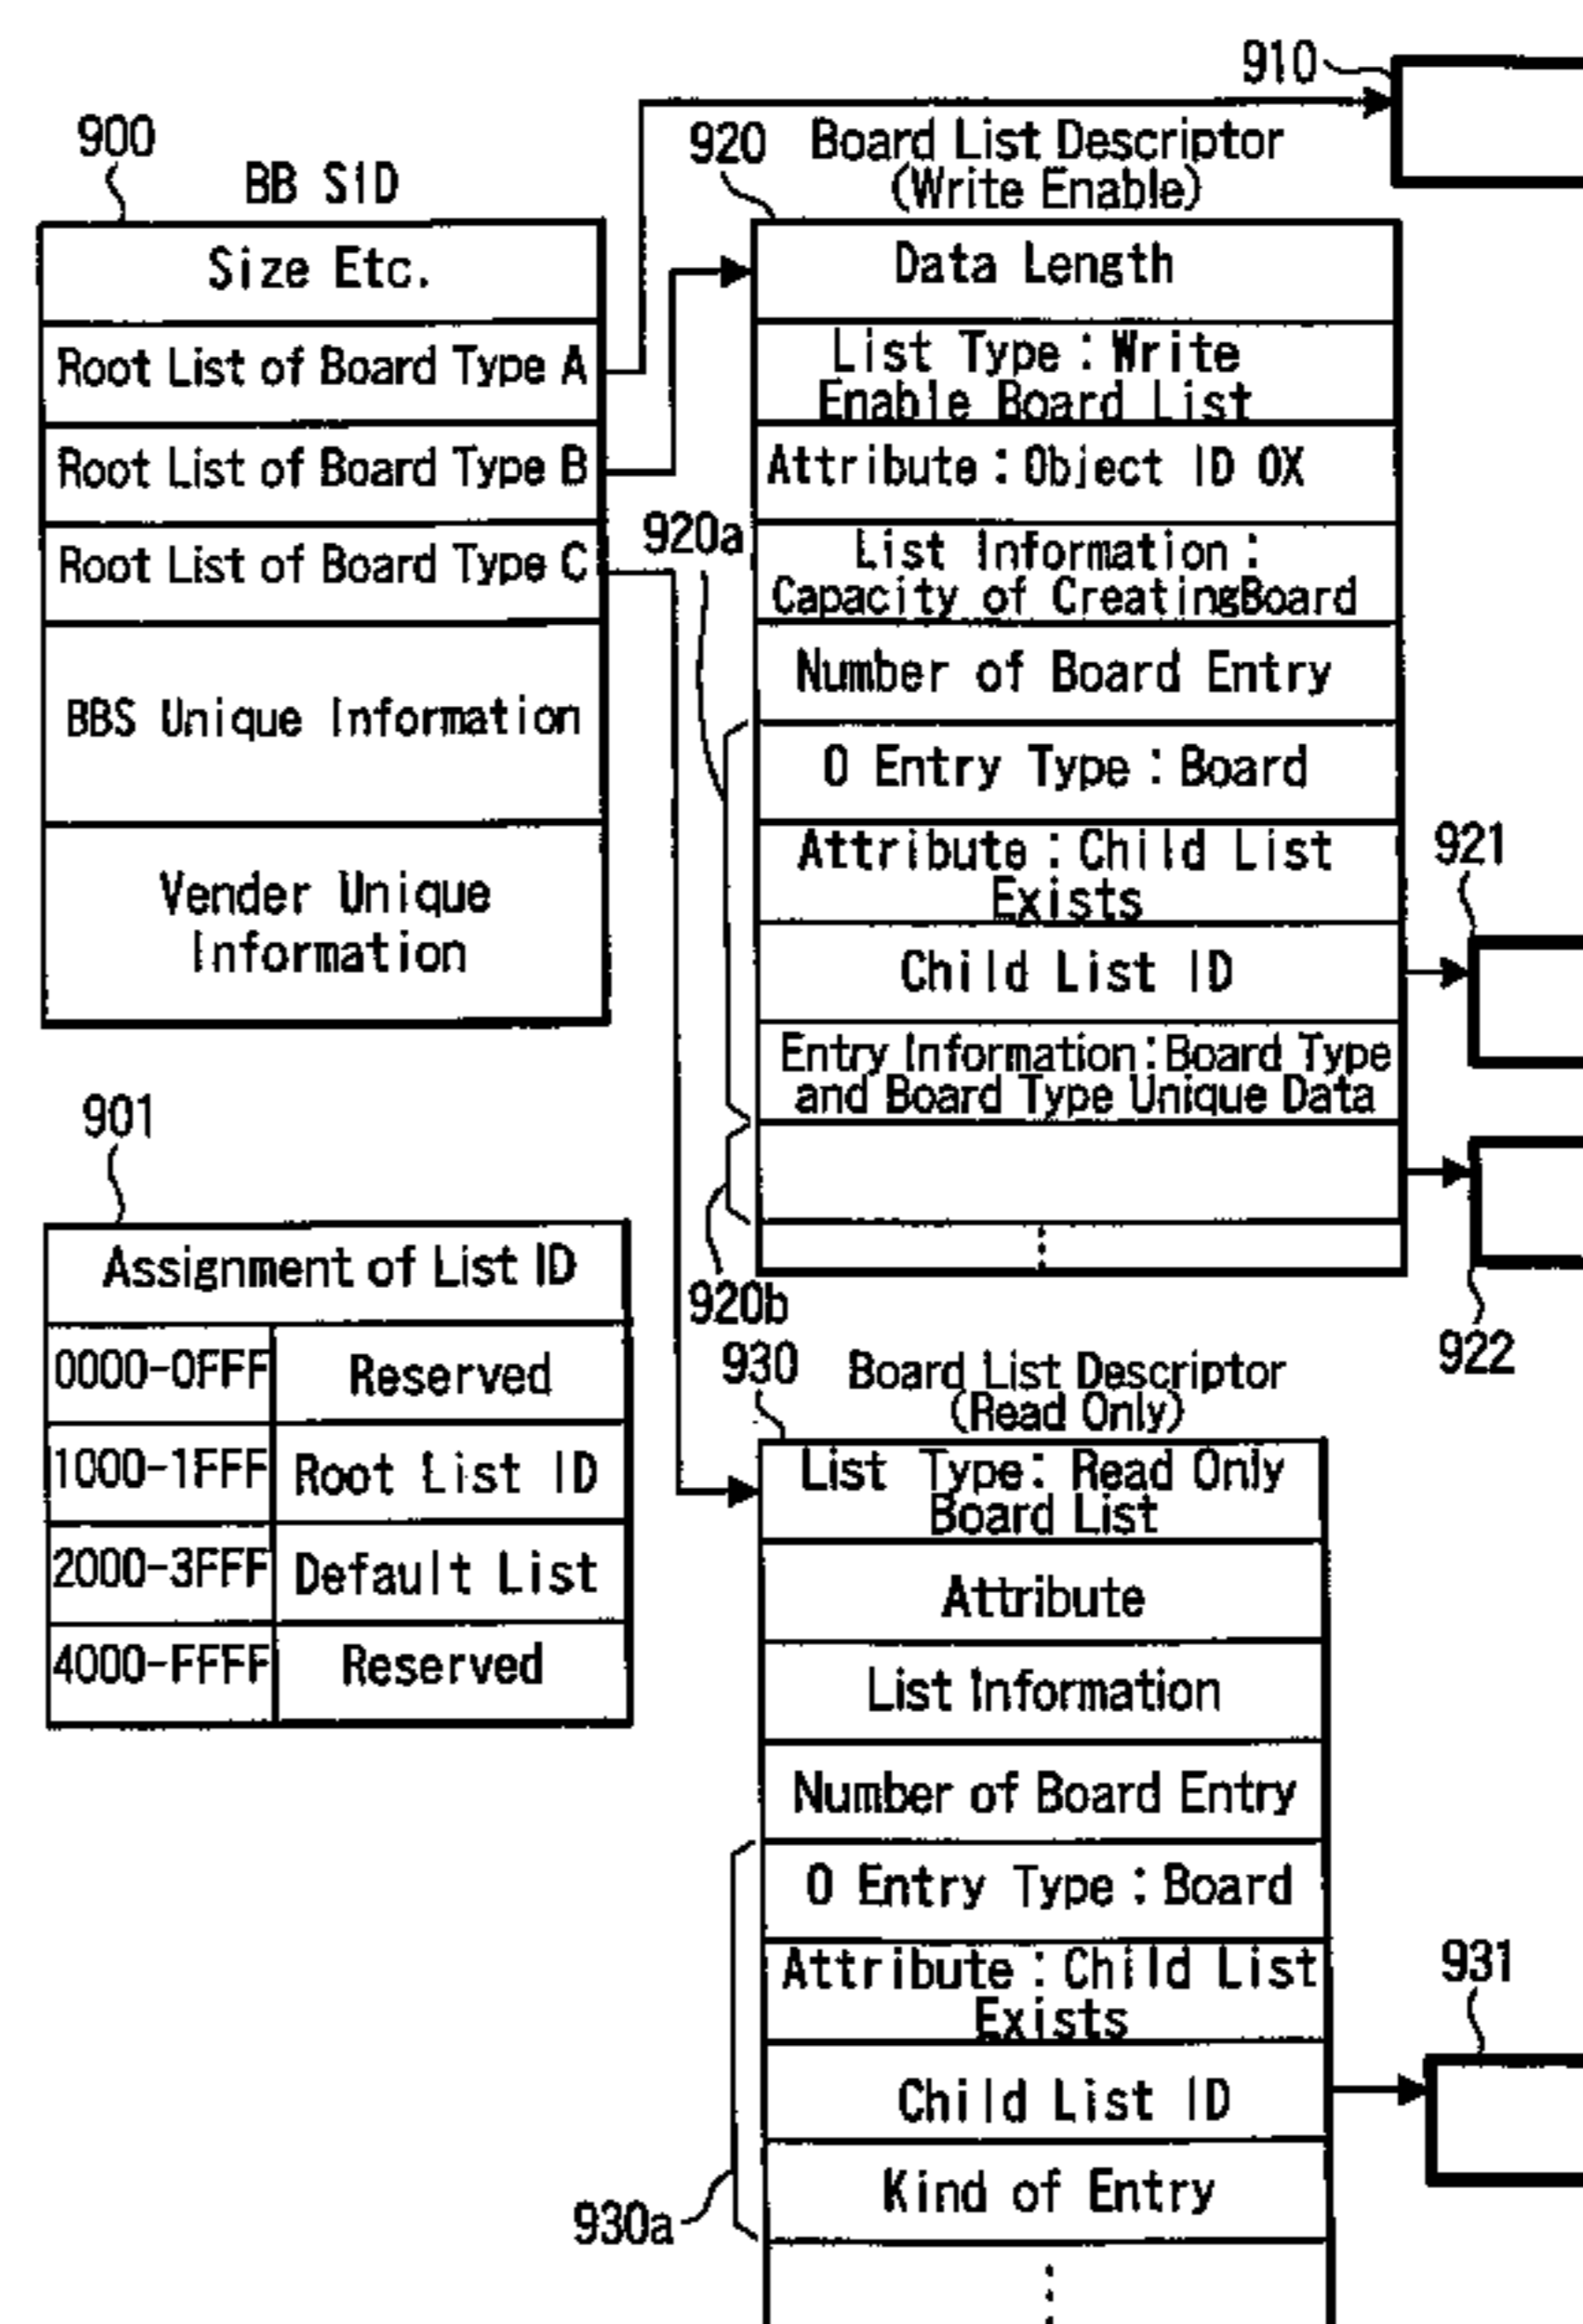 910
900
BB SID
Size Etc.
Root List of Board Type A
Root List of Board Type B
Root List of Board Type C
BBS Unique Information
Vender Unique
Information
901
Assignment of List ID
0000-0FFF Reserved
1000-1FFF Root List ID
2000-3FFF Default List
4000-FFFF Reserved
920
Board List Descriptor
(Write Enable)
Data Length
List Type : Write
Enable Board List
Attribute : Object ID OX
List Information :
Capacity of CreatingBoard
Number of Board Entry
920a
0 Entry Type : Board
Attribute : Child List
Exists
Child List ID
921
Entry Information : Board Type
and Board Type Unique Data
920b
922
930
Board List Descriptor
(Read Only)
List Type : Read Only
Board List
Attribute
List Information
Number of Board Entry
0 Entry Type : Board
Attribute : Child List
Exists
931
Child List ID
Kind of Entry
930a